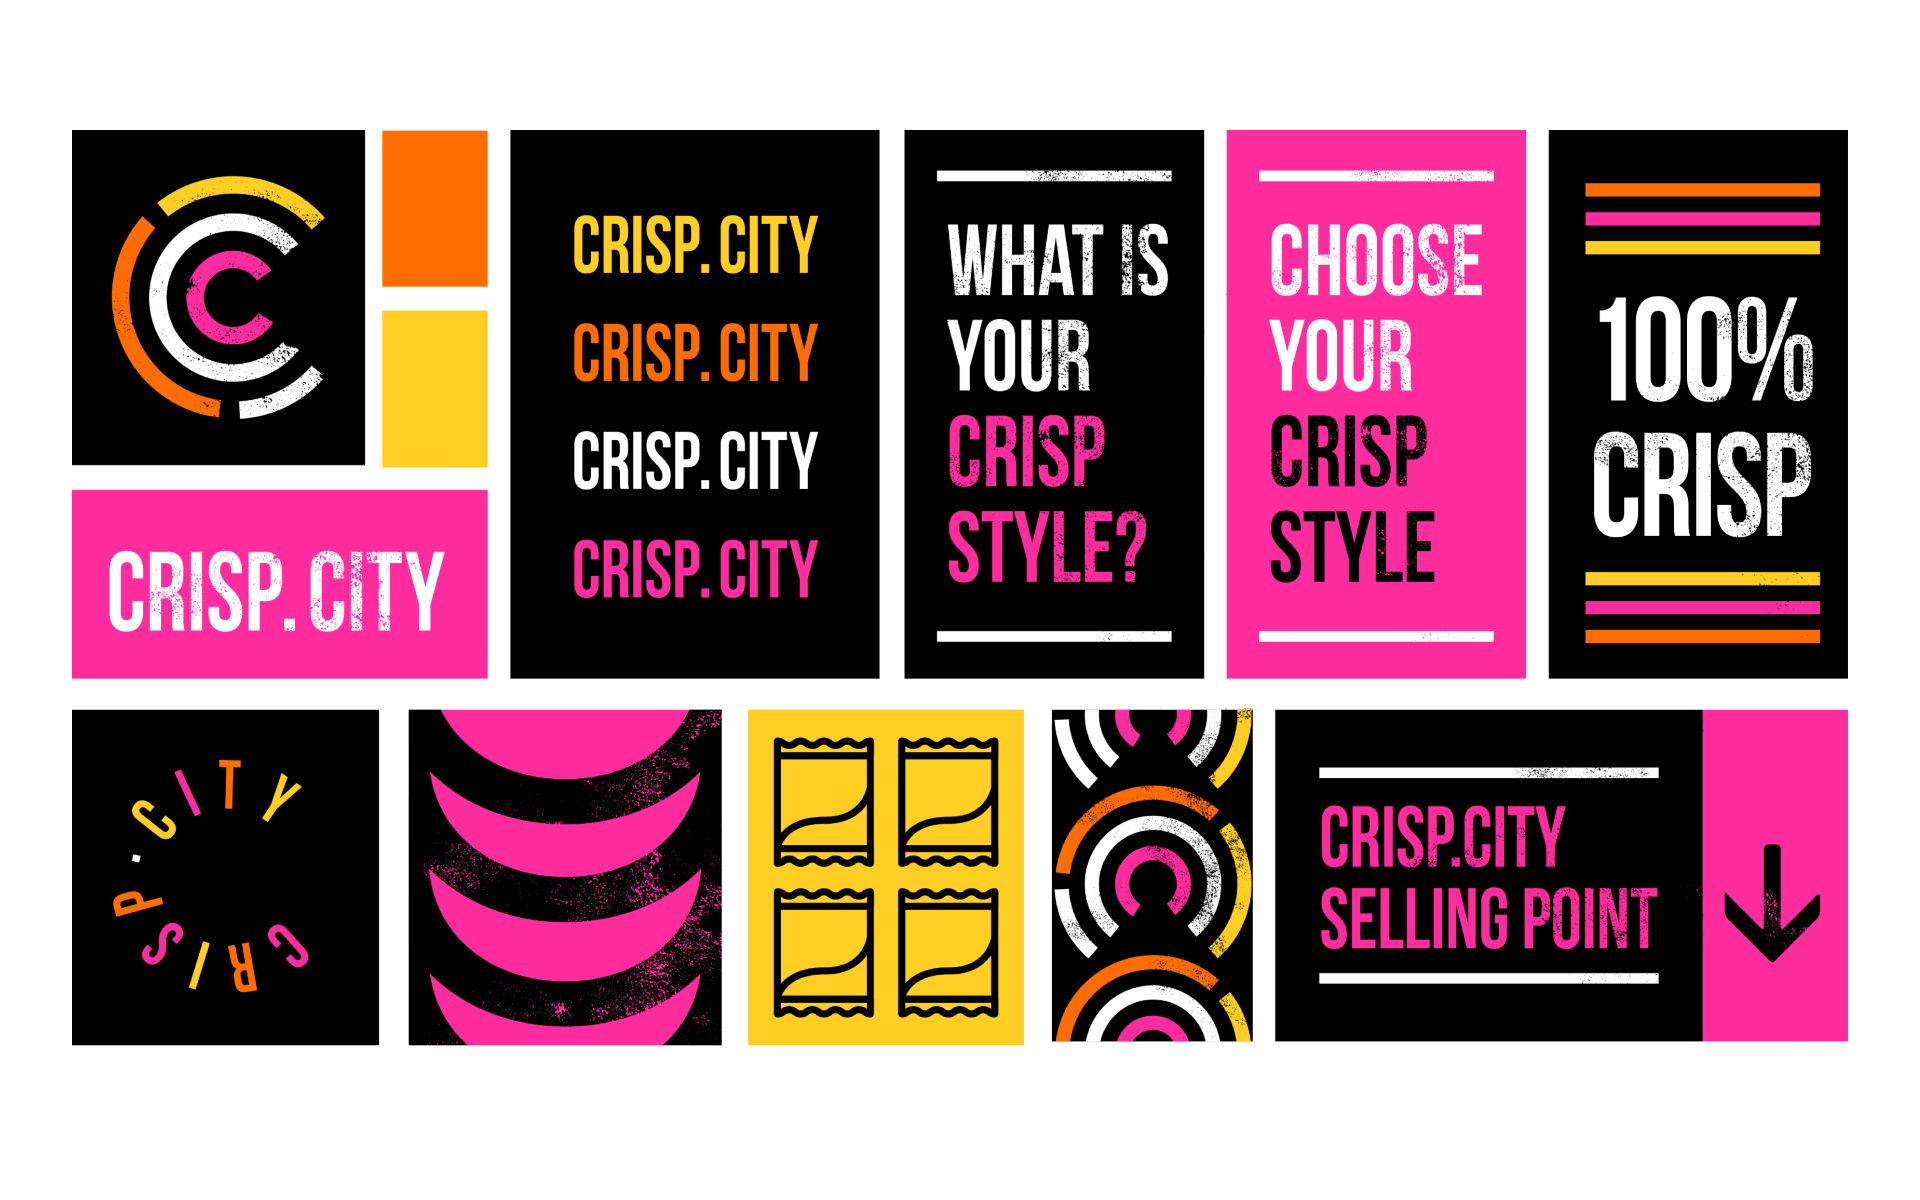 CRISP. CITY
CRISP. CITY
CRISP. CITY
CRISP. CITY
CRISP. CITY
WHAT IS
YOUR
CRISP
STYLE?
CHOOSE
YOUR
CRISP
STYLE
100%
CRISP
CRISP.CITY
CRISP.CITY
SELLING POINT